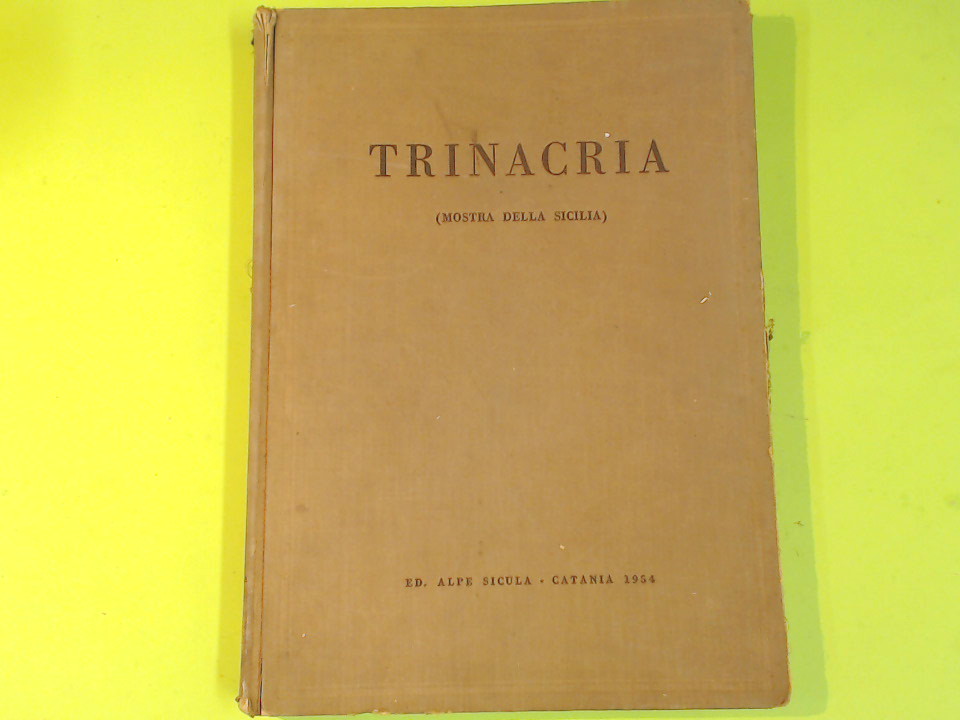 TRINACRIA
(MOSTRA DELLA SICILIA)
ED. ALPE SICULA - CATANIA 1954